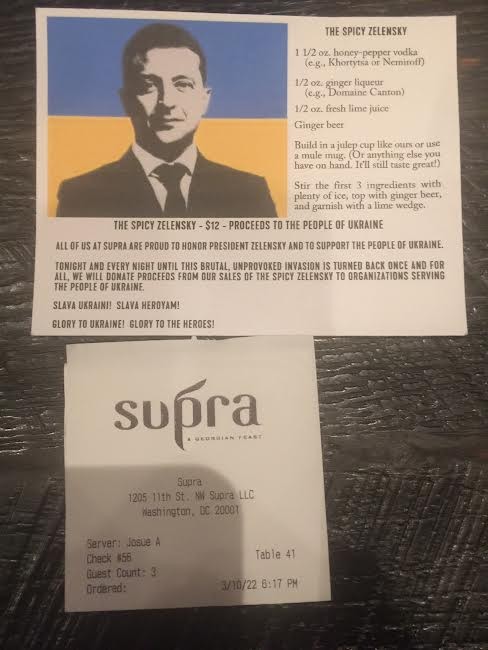 THE SPICY ZELENSKY
1 1/2 oz. honey-pepper vodka
(e.g., Khortytsa or Nemiroff)
1/2 oz. ginger liqueur
(e.g., Domaine Canton)
1/2 oz. fresh lime juice
Ginger beer
Build in a julep cup like ours or use
a mule mug. (Or anything else you
have on hand. It'll still taste great!)
Stir the first 3 ingredients with
plenty of ice, top with ginger beer,
and garnish with a lime wedge.
THE SPICY ZELENSKY - $12 - PROCEEDS TO THE PEOPLE OF UKRAINE
ALL OF US AT SUPRA ARE PROUD TO HONOR PRESIDENT ZELENSKY AND TO SUPPORT THE PEOPLE OF UKRAINE.
TONIGHT AND EVERY NIGHT UNTIL THIS BRUTAL, UNPROVOKED INVASION IS TURNED BACK ONCE AND FOR
ALL, WE WILL DONATE PROCEEDS FROM OUR SALES OF THE SPICY ZELENSKY TO ORGANIZATIONS SERVING
THE PEOPLE OF UKRAINE.
SLAVA UKRAINI! SLAVA HEROYAM!
GLORY TO UKRAINE! GLORY TO THE HEROES!
supra
A GEORGIAN FEAST
Supra
1205 11th St. NW Supra LLC
Washington, DC 20001
Server: Josue A
Check #56 Table 41
Guest Count: 3
Ordered: 3/10/22 6:17 PM